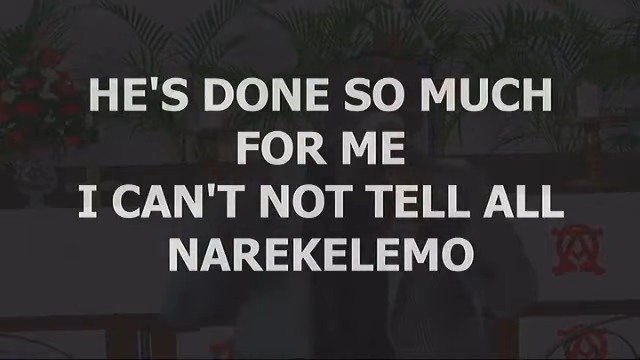 HE'S DONE SO MUCH
FOR ME
I CAN'T NOT TELL ALL
NAREKELEMO